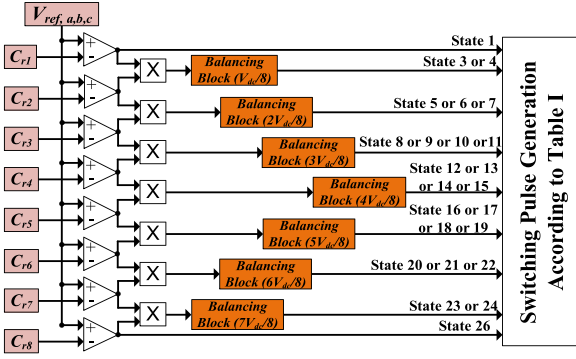 V_ref, a,b,c
C_r1
C_r2
C_r3
C_r4
C_r5
C_r6
C_r7
C_r8
+
-
+
-
+
-
+
-
+
-
+
-
+
-
+
-
X
X
X
X
X
X
X
Balancing
Block (V_dc/8)
Balancing
Block (2V_dc/8)
Balancing
Block (3V_dc/8)
Balancing
Block (4V_dc/8)
Balancing
Block (5V_dc/8)
Balancing
Block (6V_dc/8)
Balancing
Block (7V_dc/8)
State 1
State 3 or 4
State 5 or 6 or 7
State 8 or 9 or 10 or11
State 12 or 13
or 14 or 15
State 16 or 17
or 18 or 19
State 20 or 21 or 22
State 23 or 24
State 26
Switching Pulse Generation
According to Table I